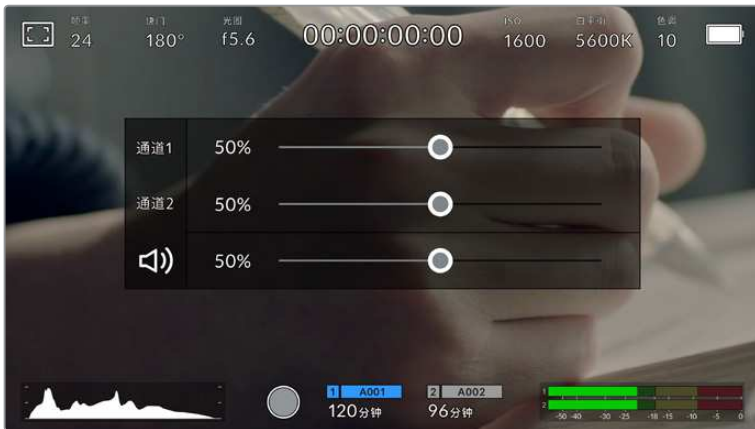 帧率 快门 光圈 ISO 白平衡 色调
24 180° f5.6 00:00:00:00 1600 5600K 10
通道1 50%
通道2 50%
50%
1 A001 2 A002
120分钟 96分钟
1
2
-50 -40 -30 -25 -18 -15 -10 -5 0